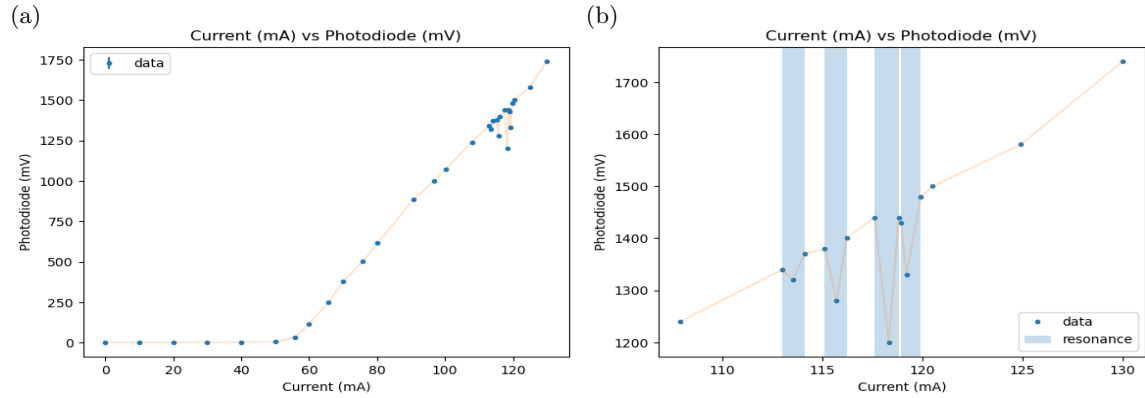 (a)
Current (mA) vs Photodiode (mV)
data
1750
1500
1250
1000
750
500
250
0
Photodiode (mV)
0 20 40 60 80 100 120
Current (mA)
(b)
Current (mA) vs Photodiode (mV)
1700
1600
1500
1400
1300
1200
Photodiode (mV)
data
resonance
110 115 120 125 130
Current (mA)